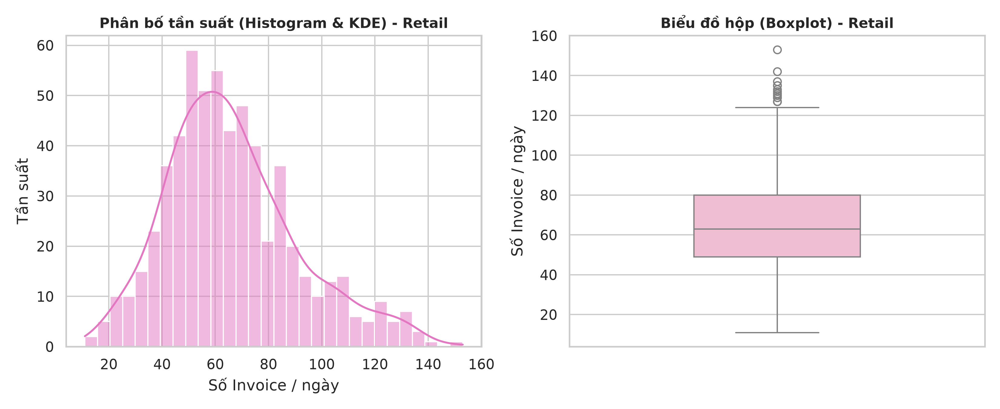 Phân bố tần suất (Histogram & KDE) - Retail
60
50
40
30
20
10
0
Tần suất
20 40 60 80 100 120 140 160
Số Invoice / ngày
Biểu đồ hộp (Boxplot) - Retail
160
140
120
100
80
60
40
20
Số Invoice / ngày